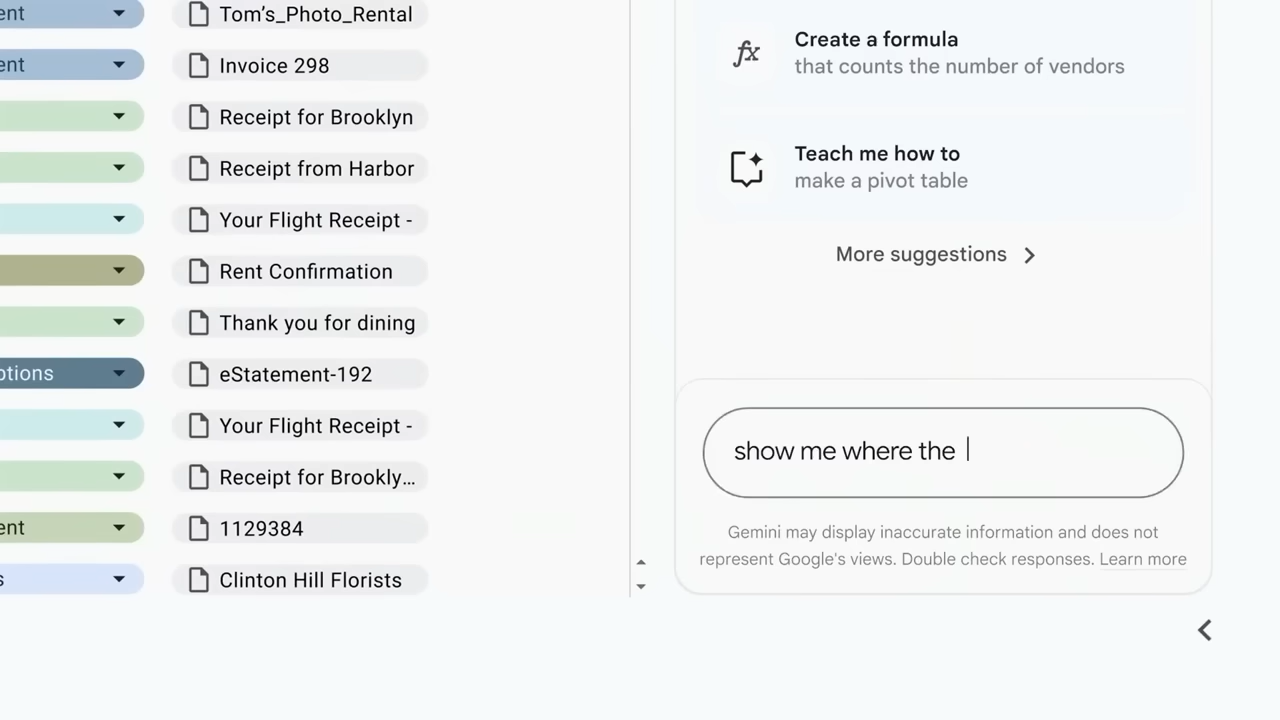 ent
Tom’s_Photo_Rental
ent
Invoice 298
Receipt for Brooklyn
Receipt from Harbor
Your Flight Receipt -
Rent Confirmation
Thank you for dining
ptions
eStatement-192
Your Flight Receipt -
Receipt for Brookly...
ent
1129384
s
Clinton Hill Florists
fx
Create a formula
that counts the number of vendors
Teach me how to
make a pivot table
More suggestions
show me where the
Gemini may display inaccurate information and does not
represent Google's views. Double check responses. Learn more